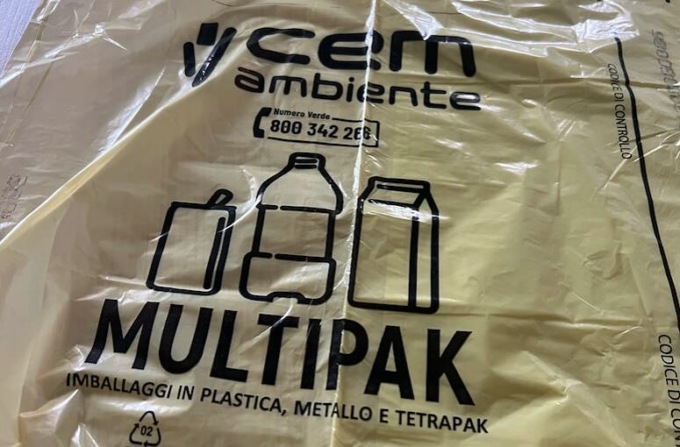 cem
ambiente
Numero Verde
800 342 266
MULTIPAK
IMBALLAGGI IN PLASTICA, METALLO E TETRAPAK
02
CODICE DI CONTROLLO
CODICE DI